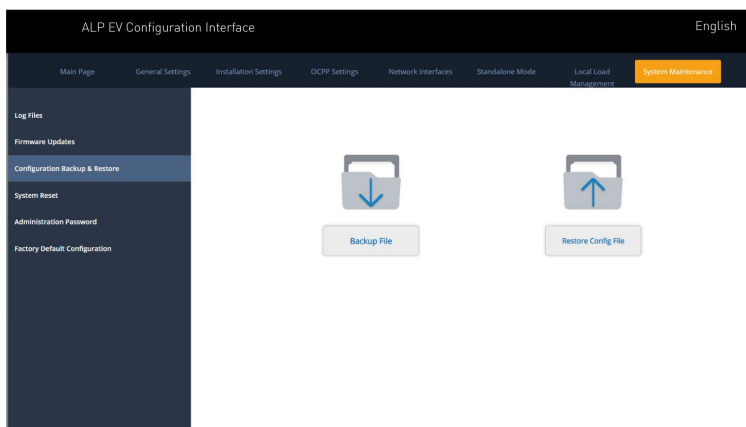 ALP EV Configuration Interface
English
Main Page
General Settings
Installation Settings
OCPP Settings
Network Interfaces
Standalone Mode
Local Load
Management
System Maintenance
Log Files
Firmware Updates
Configuration Backup & Restore
System Reset
Administration Password
Factory Default Configuration
Backup File
Restore Config File